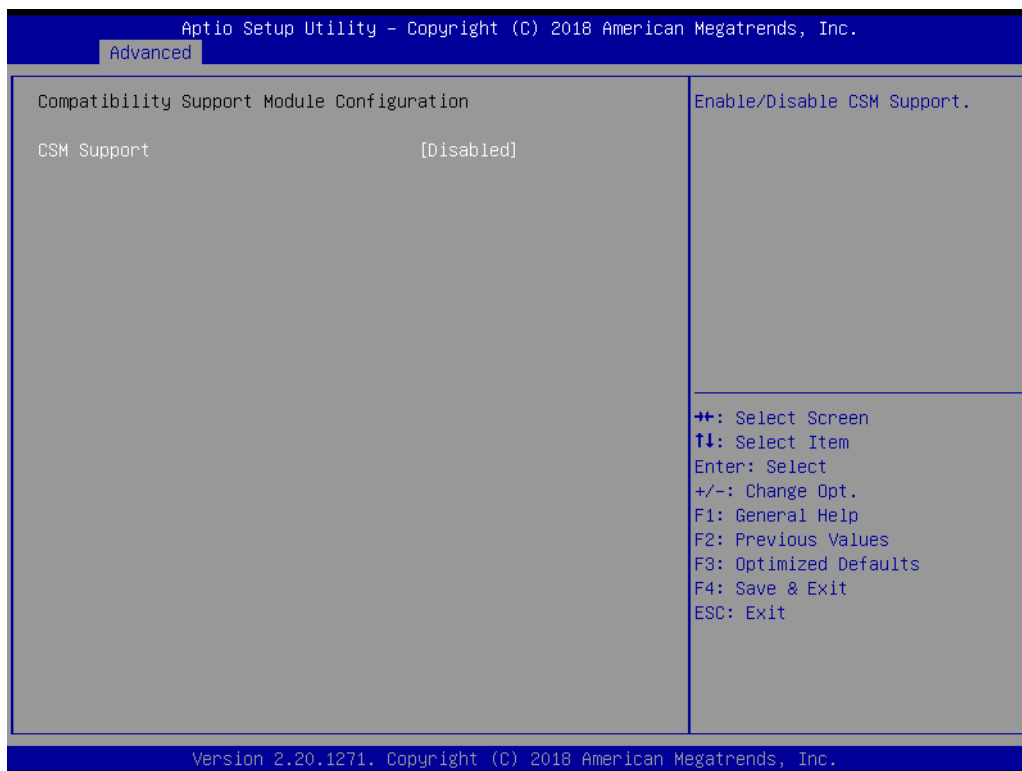 Aptio Setup Utility – Copyright (C) 2018 American Megatrends, Inc.
Advanced
Compatibility Support Module Configuration
CSM Support [Disabled]
Enable/Disable CSM Support.
→←: Select Screen
↑↓: Select Item
Enter: Select
+/-: Change Opt.
F1: General Help
F2: Previous Values
F3: Optimized Defaults
F4: Save & Exit
ESC: Exit
Version 2.20.1271. Copyright (C) 2018 American Megatrends, Inc.